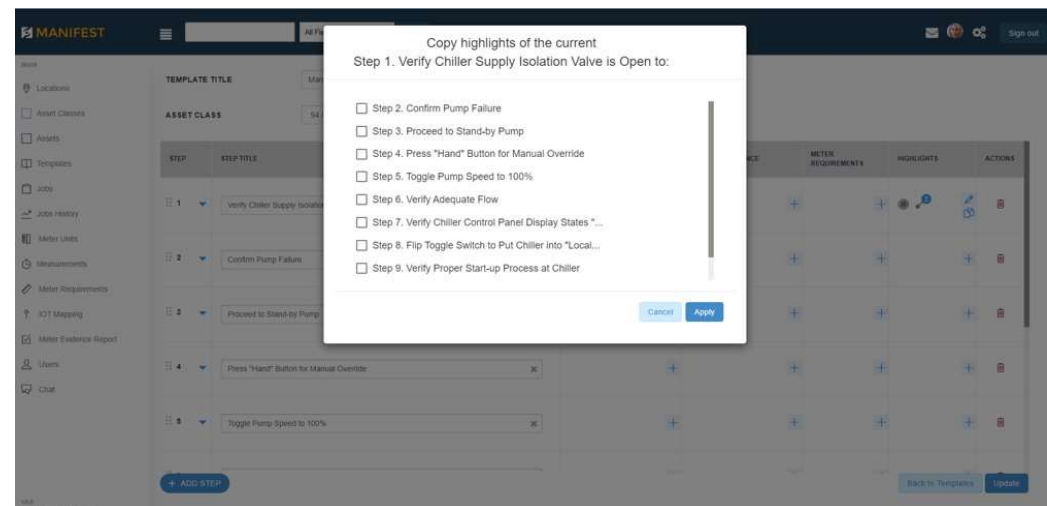 MANIFEST
All Fie
Sign out
Copy highlights of the current
Step 1. Verify Chiller Supply Isolation Valve is Open to:
Step 2. Confirm Pump Failure
Step 3. Proceed to Stand-by Pump
Step 4. Press "Hand" Button for Manual Override
Step 5. Toggle Pump Speed to 100%
Step 6. Verify Adequate Flow
Step 7. Verify Chiller Control Panel Display States "...
Step 8. Flip Toggle Switch to Put Chiller into "Local...
Step 9. Verify Proper Start-up Process at Chiller
Cancel Apply
Locations
Asset Classes
Assets
Templates
Jobs
Jobs History
Meter Units
Measurements
Meter Requirements
IOT Mapping
Meter Evidence Report
Users
Chat
TEMPLATE TITLE Man
ASSET CLASS 94
STEP STEP TITLE NCE METER REQUIREMENTS HIGHLIGHTS ACTIONS
1 Verify Chiller Supply Isolation 2
2 Confirm Pump Failure
3 Proceed to Stand-by Pump
4 Press "Hand" Button for Manual Override
5 Toggle Pump Speed to 100%
+ ADD STEP
Back to Templates Update